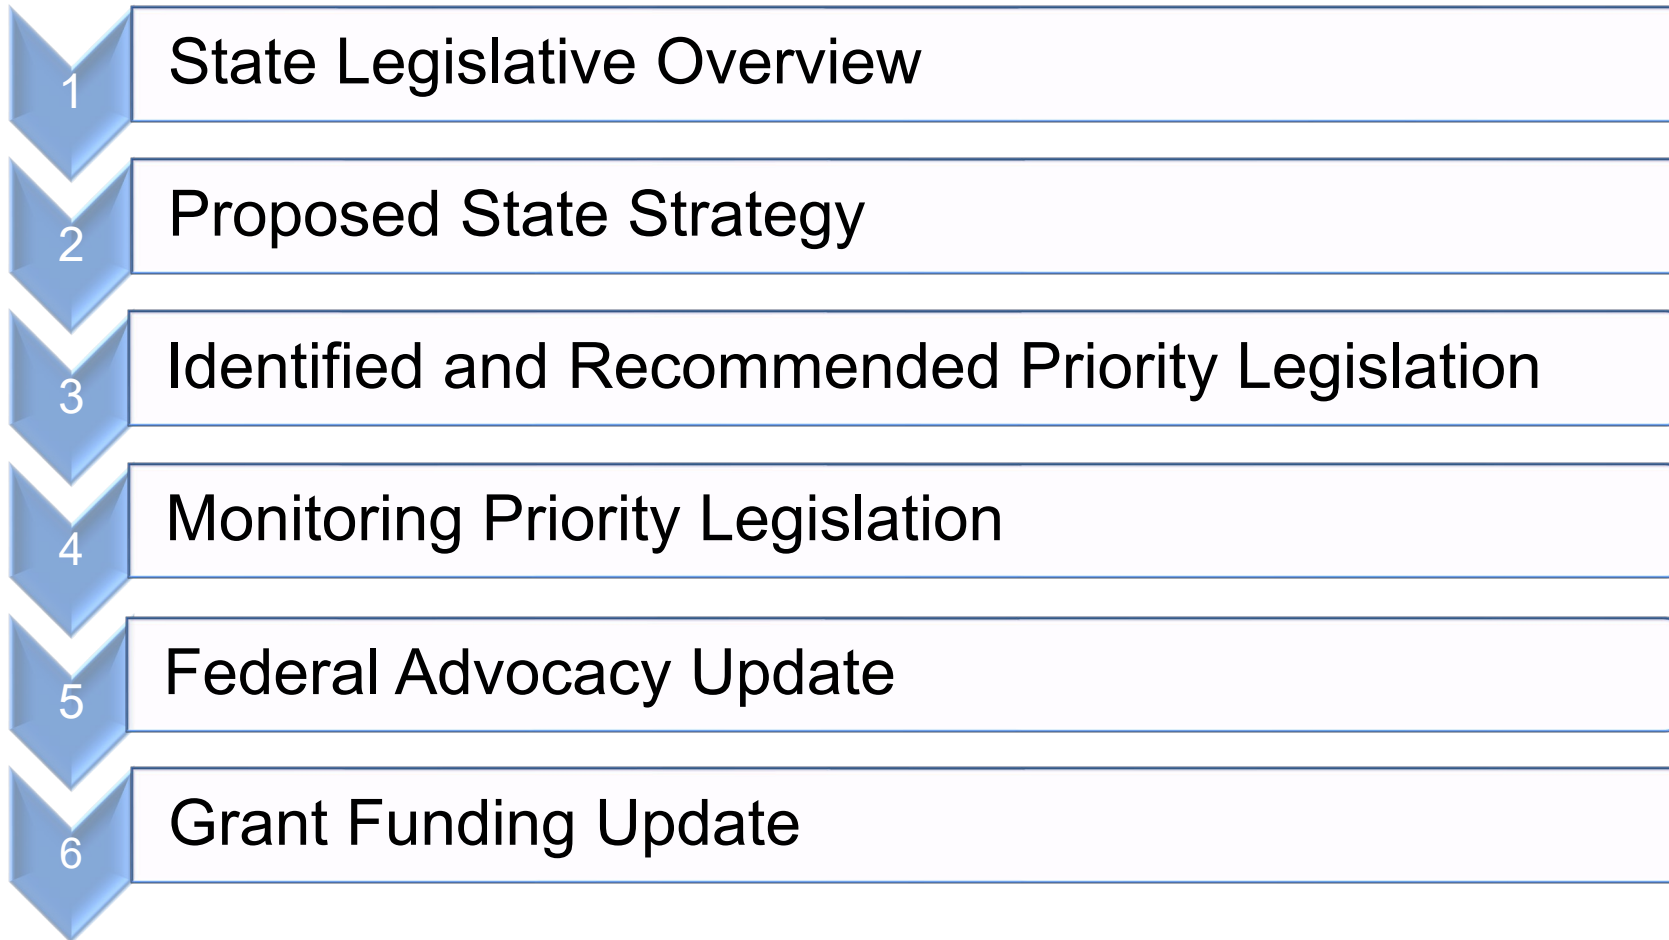 1 State Legislative Overview
2 Proposed State Strategy
3 Identified and Recommended Priority Legislation
4 Monitoring Priority Legislation
5 Federal Advocacy Update
6 Grant Funding Update